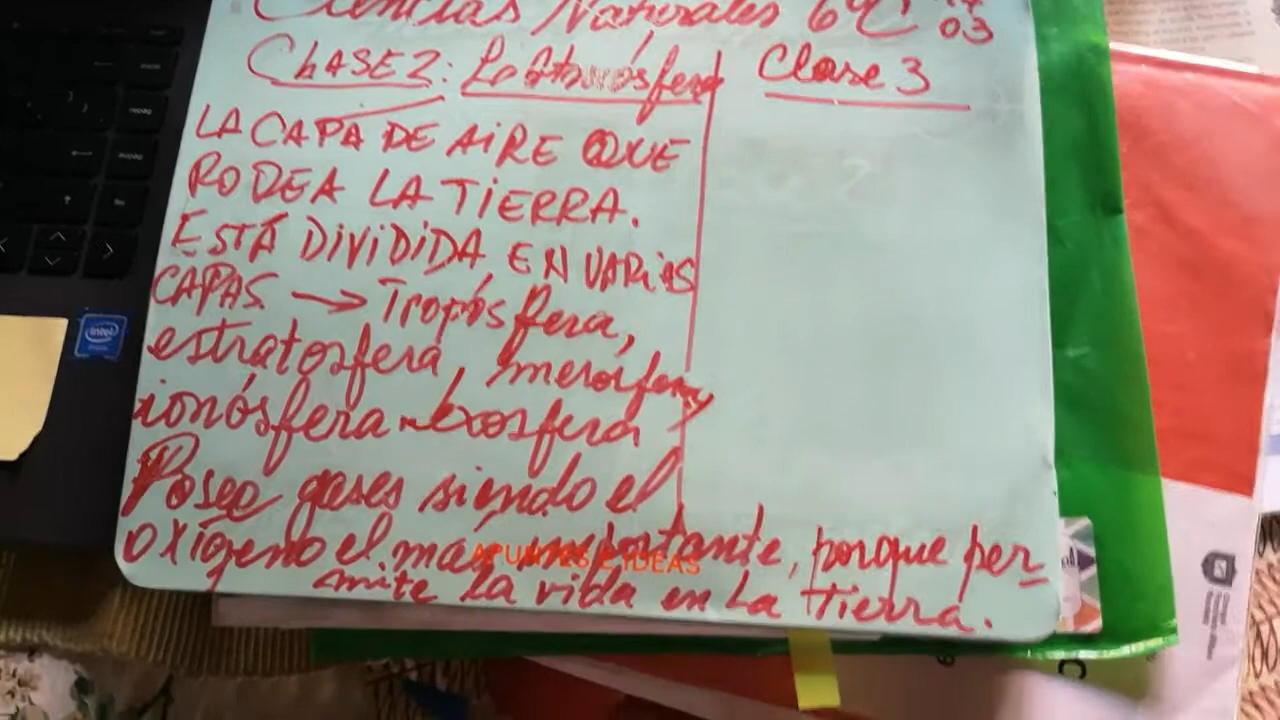 Ciencias Naturales 6ºC
03
CLASE 2: La atmósfera
Clase 3
LA CAPA DE AIRE QUE
RODEA LA TIERRA.
ESTÁ DIVIDIDA EN VARIAS
CAPAS → Tropósfera,
estratosfera, mesósfera,
ionósfera exosfera
Posee gases siendo el
oxígeno el más importante, porque per-
mite la vida en La tierra.
APUNTES E IDEAS
intel